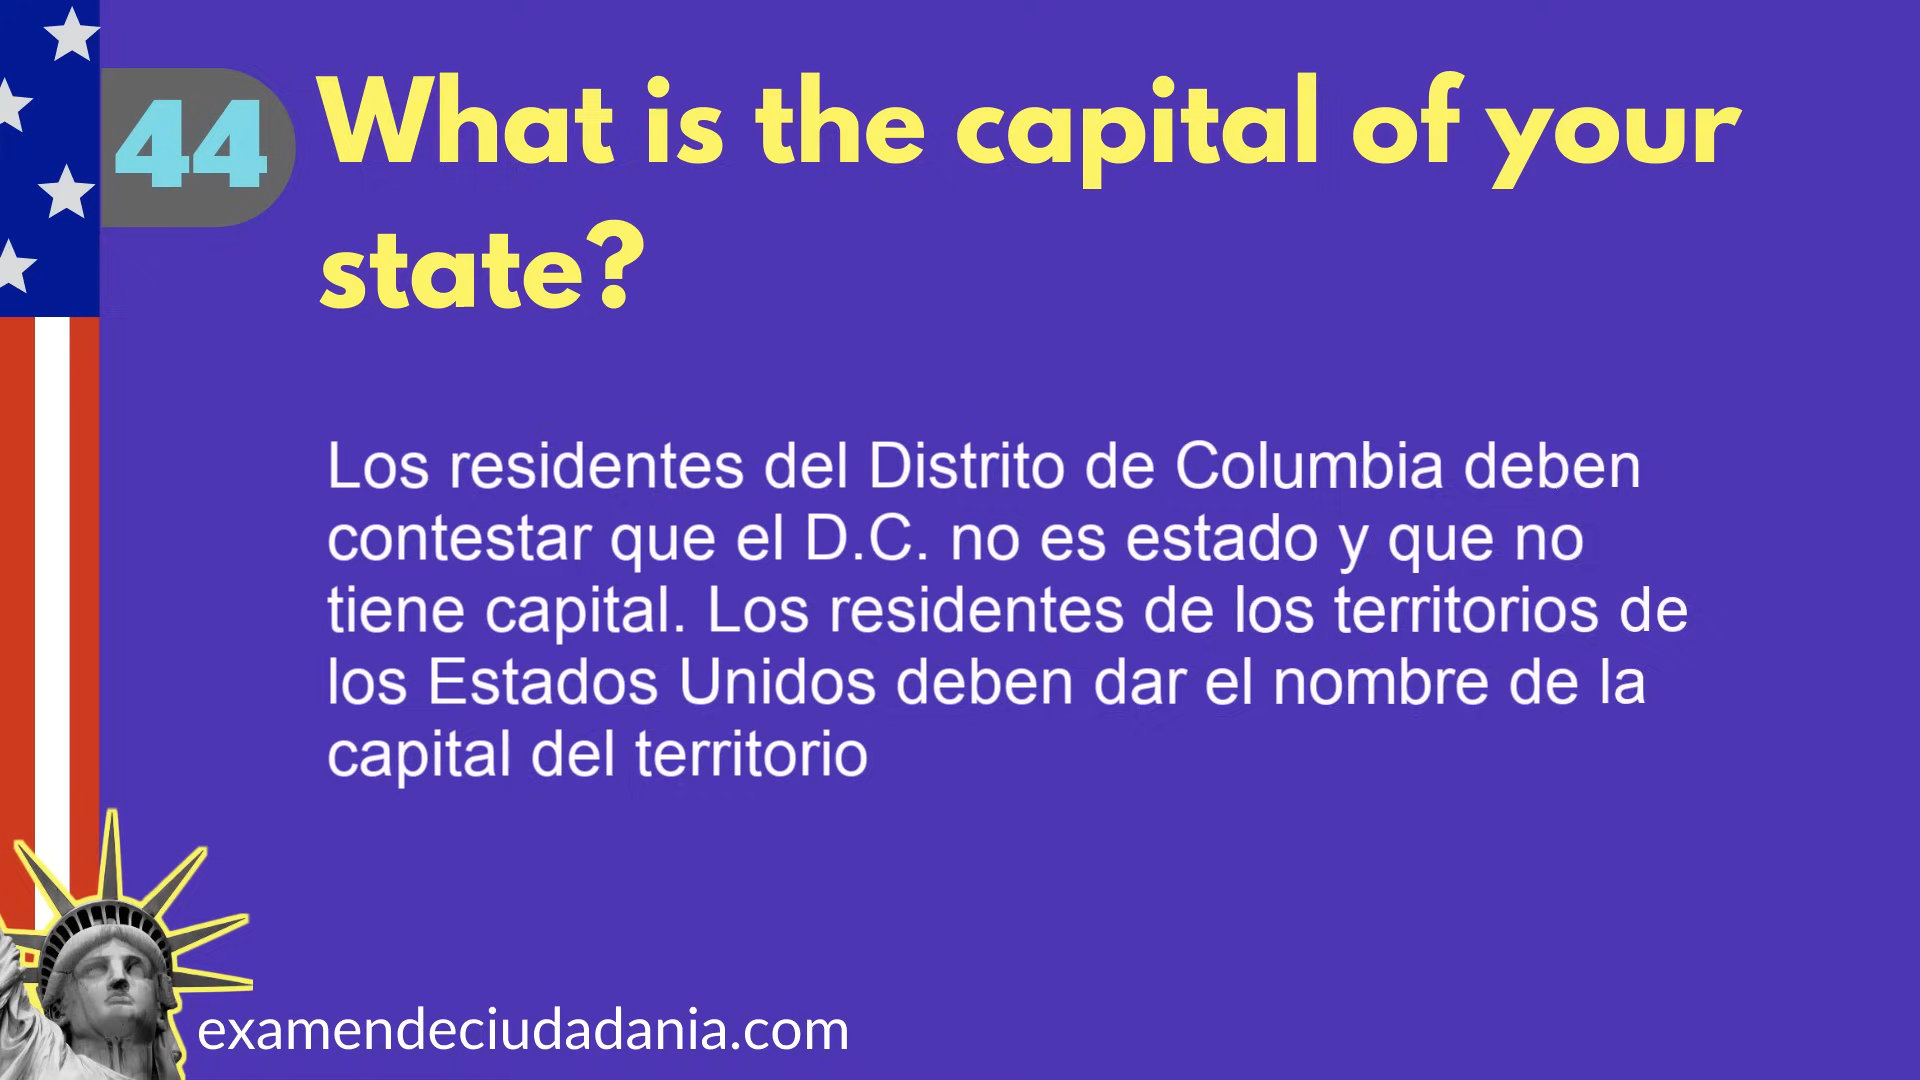 44
What is the capital of your
state?
Los residentes del Distrito de Columbia deben
contestar que el D.C. no es estado y que no
tiene capital. Los residentes de los territorios de
los Estados Unidos deben dar el nombre de la
capital del territorio
examendeciudadania.com